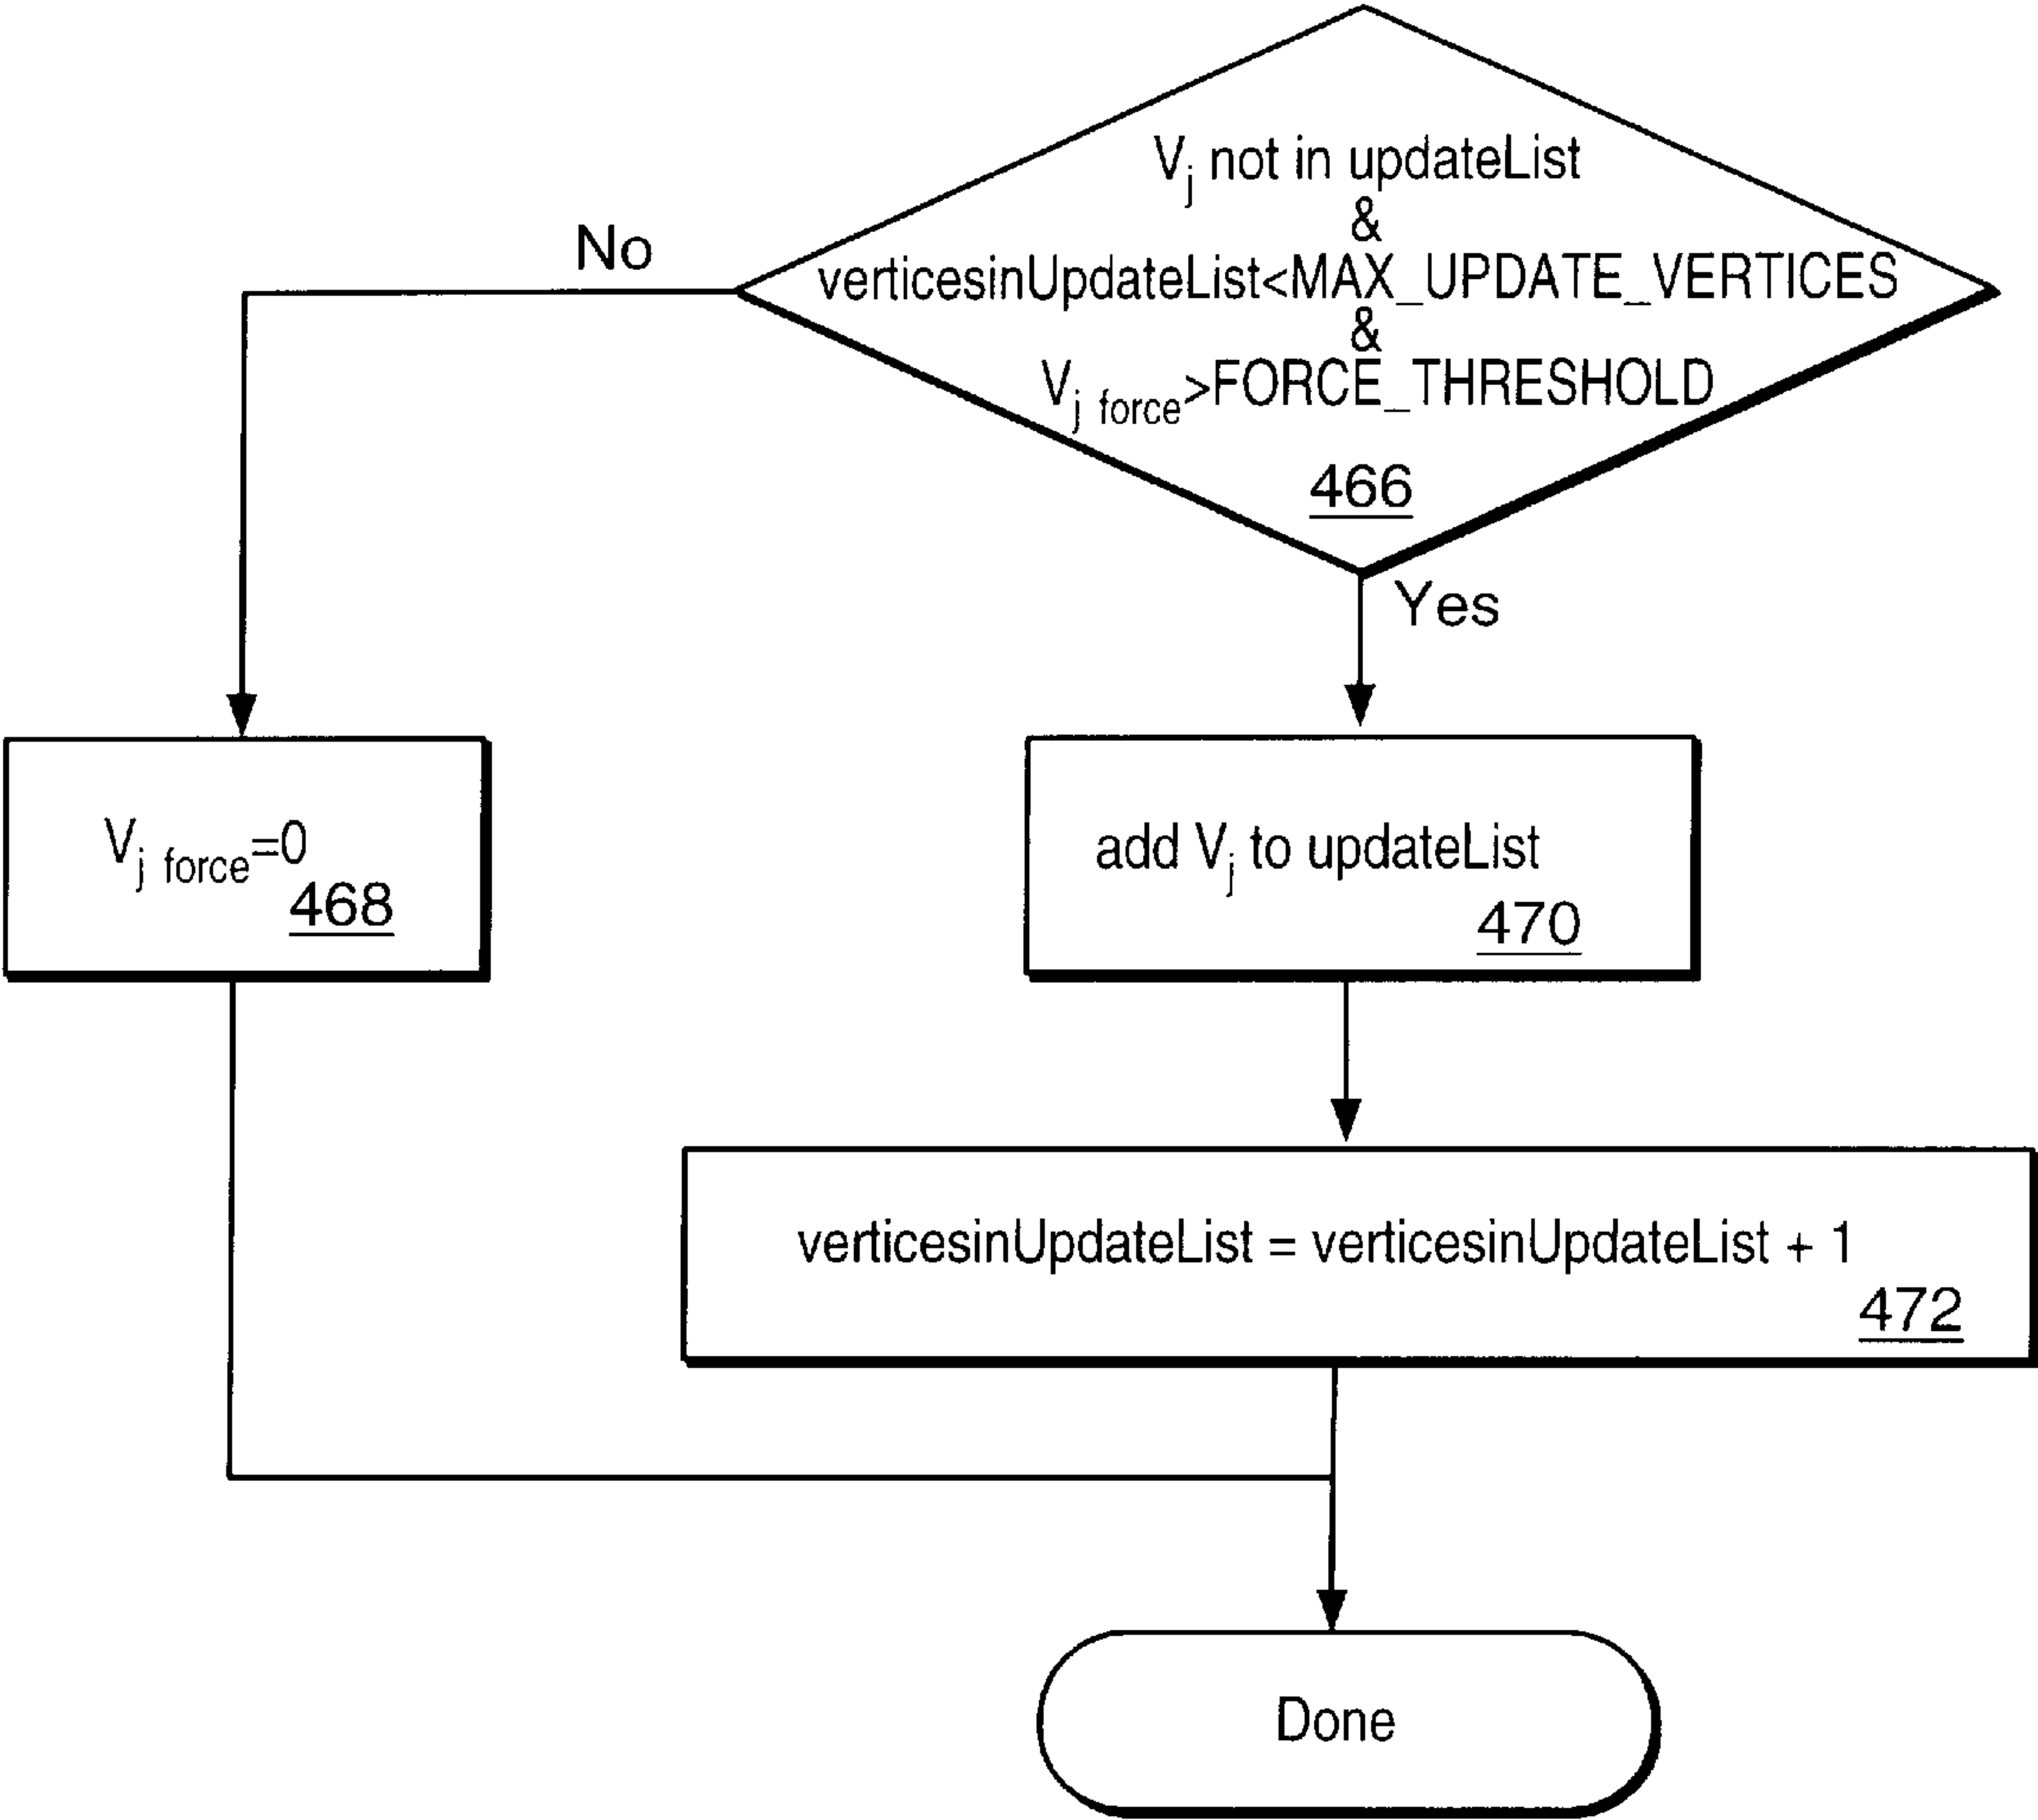 Vj not in updateList
&
verticesinUpdateList<MAX_UPDATE_VERTICES
&
Vj force>FORCE_THRESHOLD
466
No
Yes
Vj force=0
468
add Vj to updateList
470
verticesinUpdateList = verticesinUpdateList + 1
472
Done